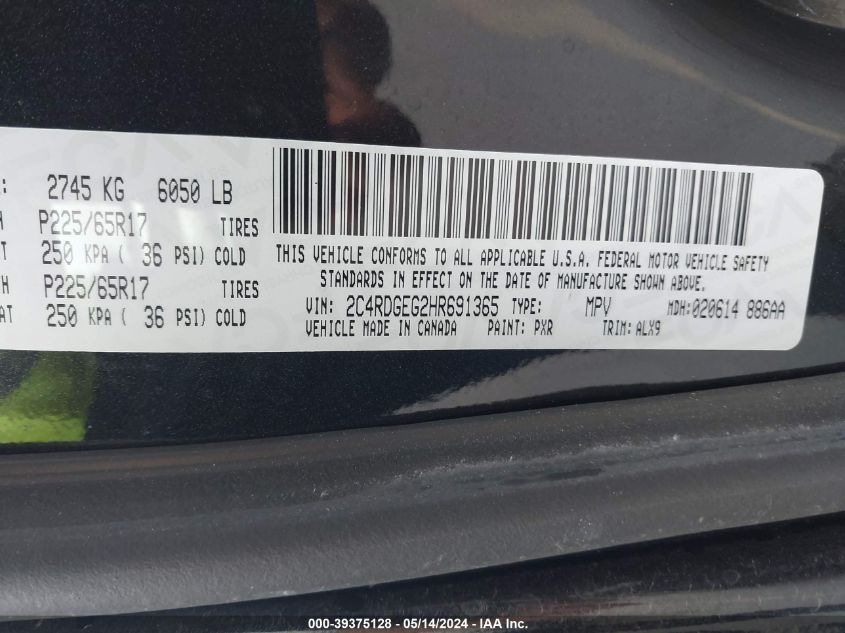 : 2745 KG 6050 LB
H P225/65R17 TIRES
T 250 KPA ( 36 PSI) COLD
H P225/65R17 TIRES
AT 250 KPA ( 36 PSI) COLD
THIS VEHICLE CONFORMS TO ALL APPLICABLE U.S.A. FEDERAL MOTOR VEHICLE SAFETY
STANDARDS IN EFFECT ON THE DATE OF MANUFACTURE SHOWN ABOVE.
VIN: 2C4RDGEG2HR691365 TYPE: MPV MDH:020614 886AA
VEHICLE MADE IN CANADA PAINT: PXR TRIM: ALX9
000-39375128 - 05/14/2024 - IAA Inc.